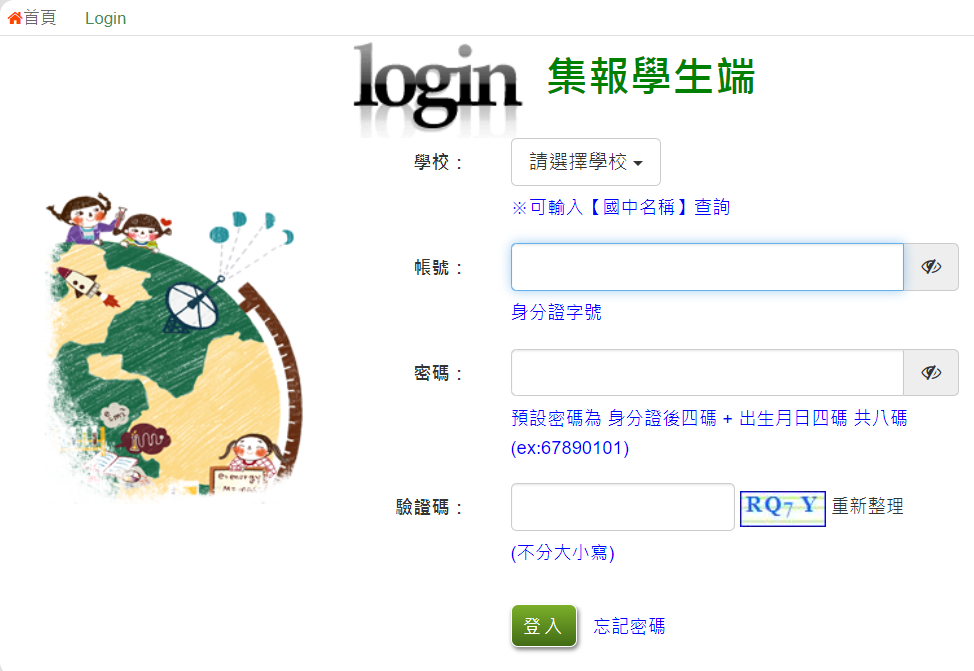 首頁 Login
login 集報學生端
學校：
請選擇學校
※可輸入【國中名稱】查詢
帳號：
身分證字號
密碼：
預設密碼為 身分證後四碼 + 出生月日四碼 共八碼
(ex:67890101)
驗證碼：
RQ7Y 重新整理
(不分大小寫)
登入 忘記密碼